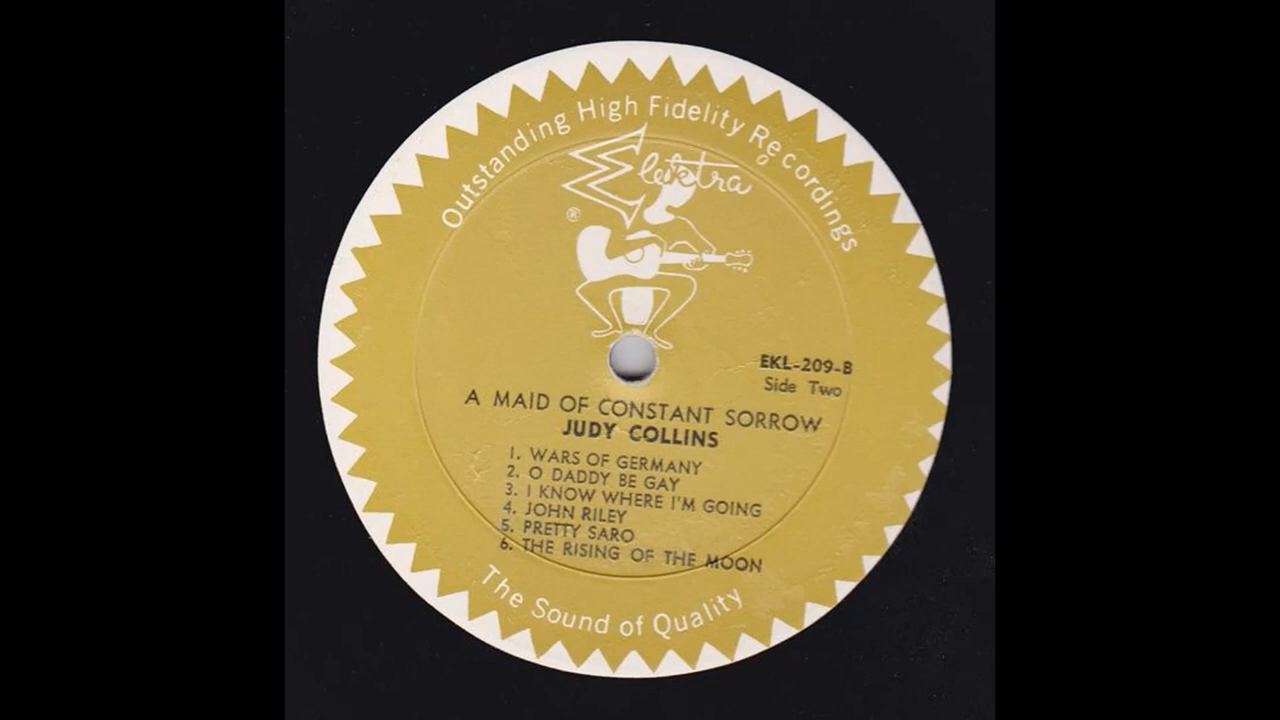 Outstanding High Fidelity Recordings
Elektra
®
EKL-209-B
Side Two
A MAID OF CONSTANT SORROW
JUDY COLLINS
1. WARS OF GERMANY
2. O DADDY BE GAY
3. I KNOW WHERE I'M GOING
4. JOHN RILEY
5. PRETTY SARO
6. THE RISING OF THE MOON
The Sound of Quality